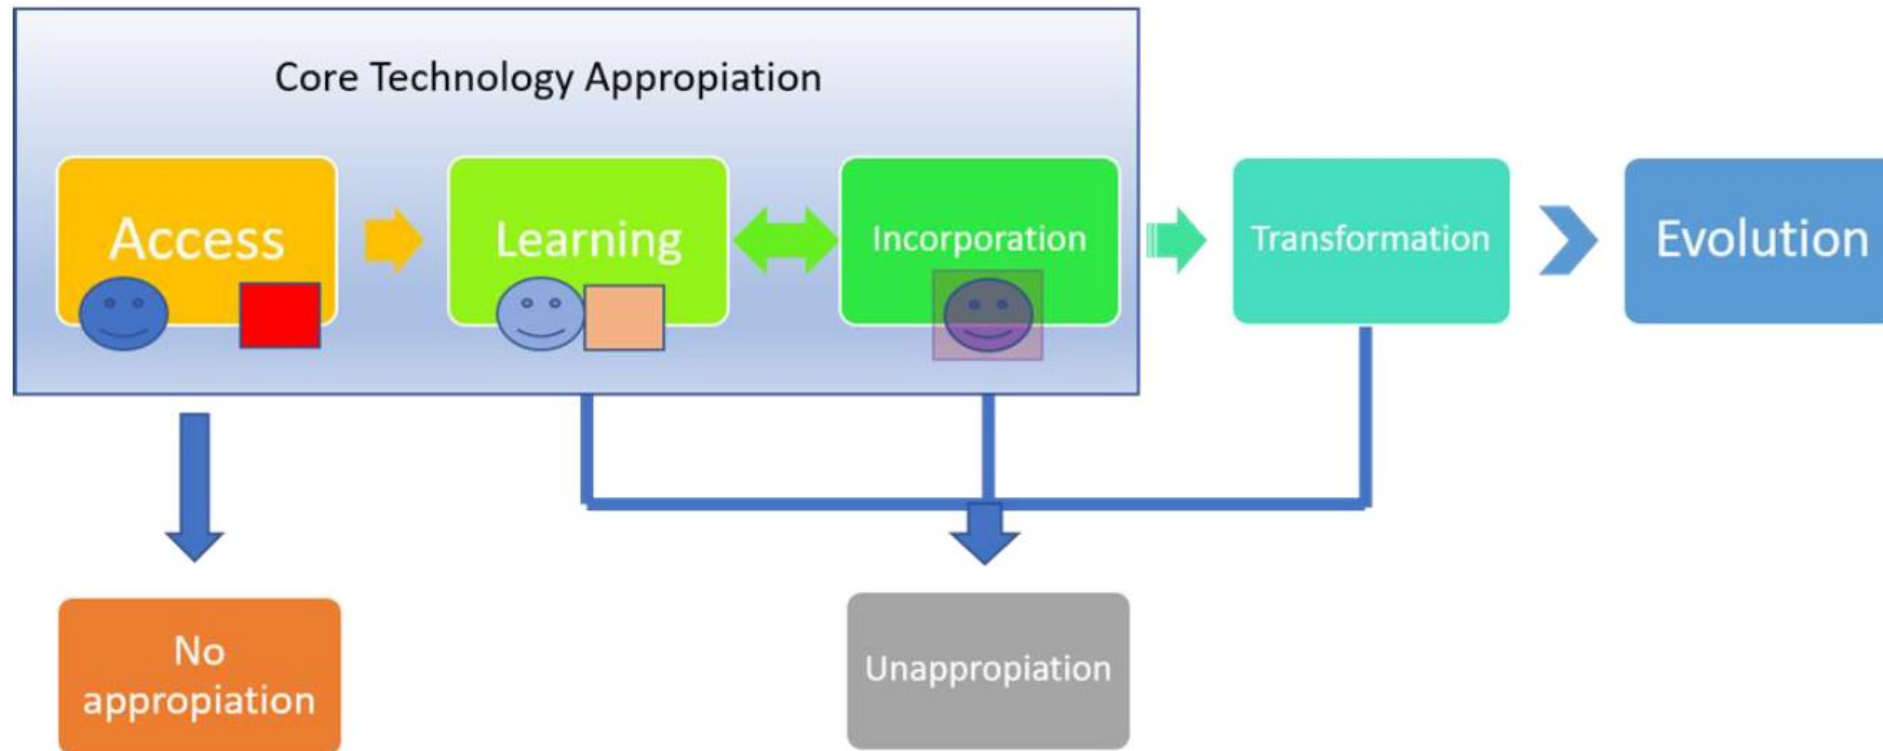 Core Technology Appropiation
Access
Learning
Incorporation
Transformation
Evolution
No
appropiation
Unappropiation